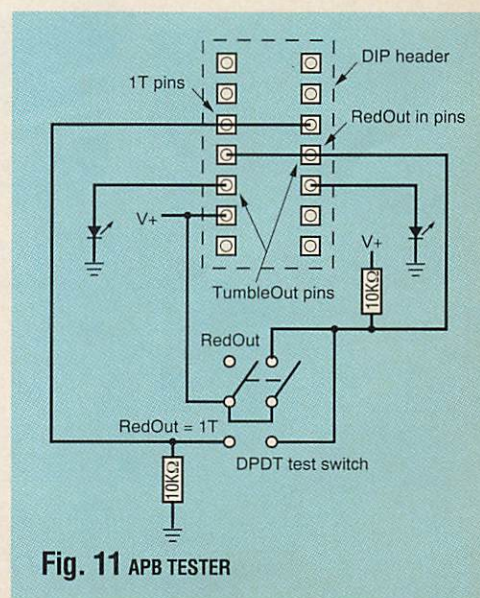 DIP header
1T pins
RedOut in pins
V+
V+
TumbleOut pins
10KΩ
RedOut
RedOut = 1T
DPDT test switch
10KΩ
Fig. 11 APB TESTER